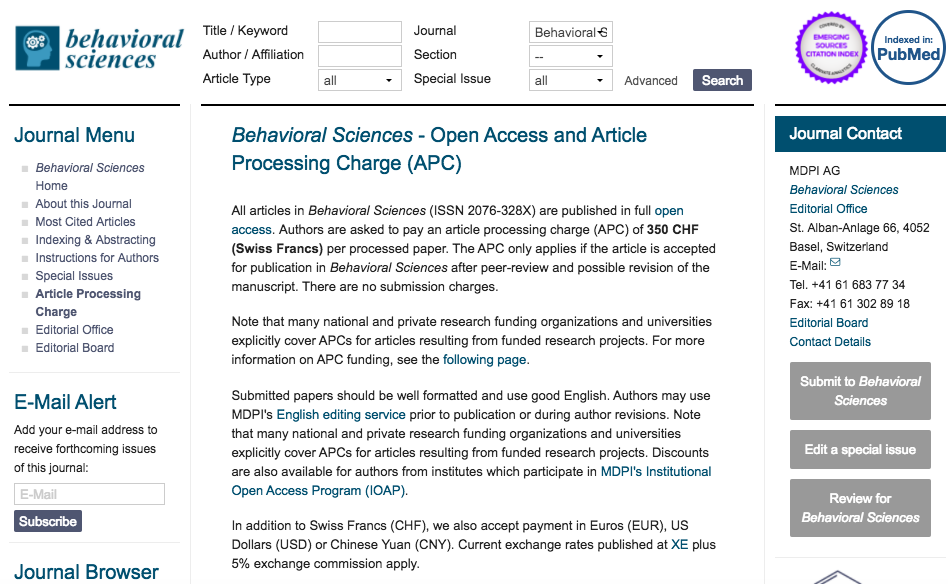 behavioral
sciences
Title / Keyword
Author / Affiliation
Article Type
all
Journal
Behavioral S
Section
--
Special Issue
all
Advanced
Search
COVERED BY
EMERGING
SOURCES
CITATION INDEX
CLARIVATE ANALYTICS
Indexed in:
PubMed
Journal Menu
Behavioral Sciences
Home
About this Journal
Most Cited Articles
Indexing & Abstracting
Instructions for Authors
Special Issues
Article Processing
Charge
Editorial Office
Editorial Board
E-Mail Alert
Add your e-mail address to
receive forthcoming issues
of this journal:
E-Mail
Subscribe
Journal Browser
Behavioral Sciences - Open Access and Article
Processing Charge (APC)
All articles in Behavioral Sciences (ISSN 2076-328X) are published in full open
access. Authors are asked to pay an article processing charge (APC) of 350 CHF
(Swiss Francs) per processed paper. The APC only applies if the article is accepted
for publication in Behavioral Sciences after peer-review and possible revision of the
manuscript. There are no submission charges.
Note that many national and private research funding organizations and universities
explicitly cover APCs for articles resulting from funded research projects. For more
information on APC funding, see the following page.
Submitted papers should be well formatted and use good English. Authors may use
MDPI's English editing service prior to publication or during author revisions. Note
that many national and private research funding organizations and universities
explicitly cover APCs for articles resulting from funded research projects. Discounts
are also available for authors from institutes which participate in MDPI's Institutional
Open Access Program (IOAP).
In addition to Swiss Francs (CHF), we also accept payment in Euros (EUR), US
Dollars (USD) or Chinese Yuan (CNY). Current exchange rates published at XE plus
5% exchange commission apply.
Journal Contact
MDPI AG
Behavioral Sciences
Editorial Office
St. Alban-Anlage 66, 4052
Basel, Switzerland
E-Mail:
Tel. +41 61 683 77 34
Fax: +41 61 302 89 18
Editorial Board
Contact Details
Submit to Behavioral
Sciences
Edit a special issue
Review for
Behavioral Sciences